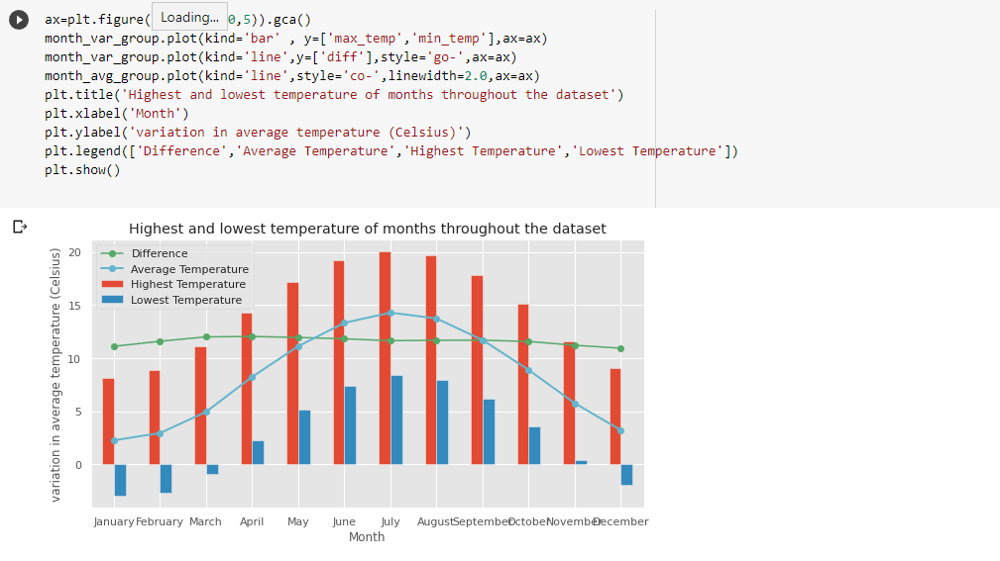 ax=plt.figure( Loading... 0,5)).gca()
month_var_group.plot(kind='bar' , y=['max_temp','min_temp'],ax=ax)
month_var_group.plot(kind='line',y=['diff'],style='go-',ax=ax)
month_avg_group.plot(kind='line',style='co-',linewidth=2.0,ax=ax)
plt.title('Highest and lowest temperature of months throughout the dataset')
plt.xlabel('Month')
plt.ylabel('variation in average temperature (Celsius)')
plt.legend(['Difference','Average Temperature','Highest Temperature','Lowest Temperature'])
plt.show()
Highest and lowest temperature of months throughout the dataset
variation in average temperature (Celsius)
20
15
10
5
0
Difference
Average Temperature
Highest Temperature
Lowest Temperature
January February March April May June July August September October November December
Month